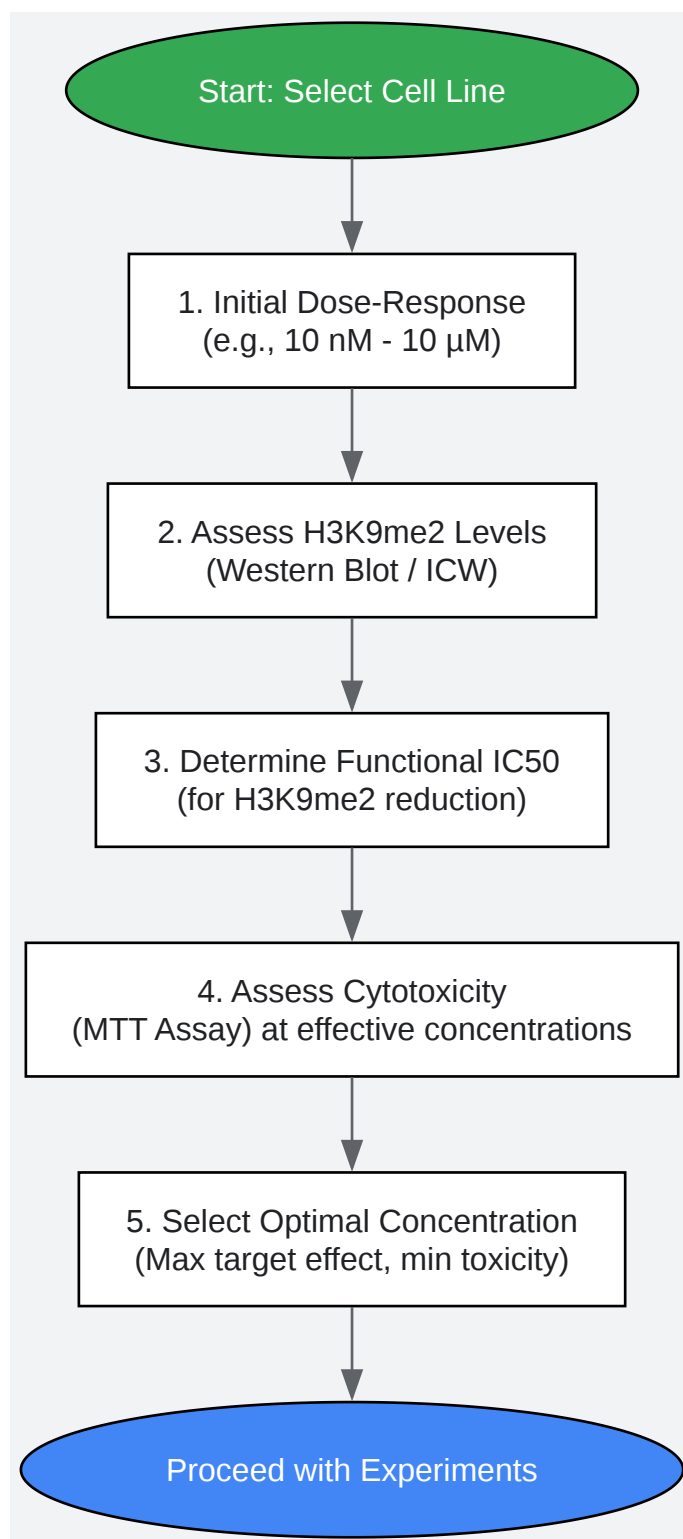 Start: Select Cell Line
1. Initial Dose-Response
(e.g., 10 nM - 10 µM)
2. Assess H3K9me2 Levels
(Western Blot / ICW)
3. Determine Functional IC50
(for H3K9me2 reduction)
4. Assess Cytotoxicity
(MTT Assay) at effective concentrations
5. Select Optimal Concentration
(Max target effect, min toxicity)
Proceed with Experiments